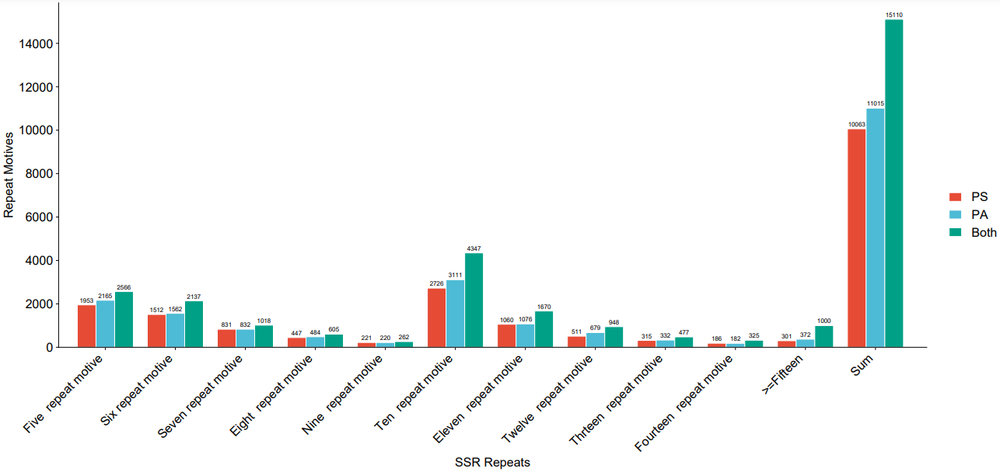 15110
14000
12000
11015
10063
10000
8000
6000
4347
4000
3111
2726
2566
2165
2137
2000
1953
1512
1562
831
832
1018
447
484
605
221
220
262
1060
1076
1670
511
679
948
315
332
477
186
182
325
301
372
1000
0
Repeat Motives
Five repeat motive
Six repeat motive
Seven repeat motive
Eight repeat motive
Nine repeat motive
Ten repeat motive
Eleven repeat motive
Twelve repeat motive
Thrteen repeat motive
Fourteen repeat motive
>=Fifteen
Sum
SSR Repeats
PS
PA
Both